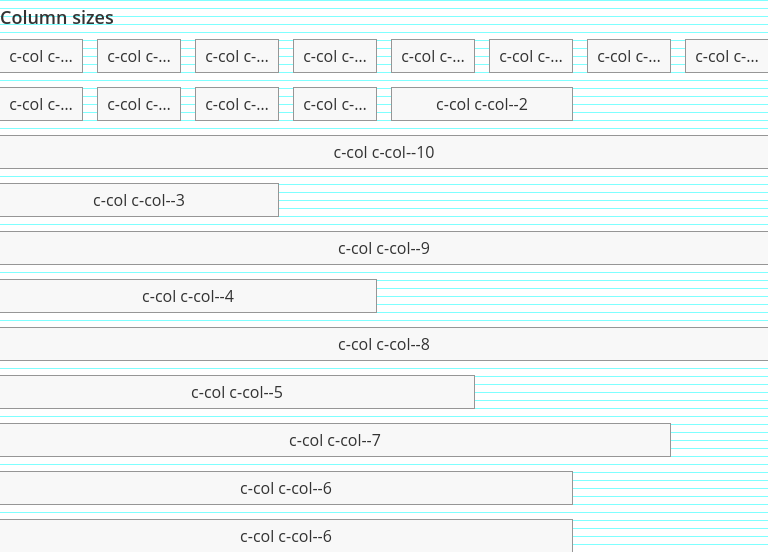 Column sizes
c-col c-... c-col c-... c-col c-... c-col c-... c-col c-... c-col c-... c-col c-... c-col c-...
c-col c-... c-col c-... c-col c-... c-col c-... c-col c-col--2
c-col c-col--10
c-col c-col--3
c-col c-col--9
c-col c-col--4
c-col c-col--8
c-col c-col--5
c-col c-col--7
c-col c-col--6
c-col c-col--6